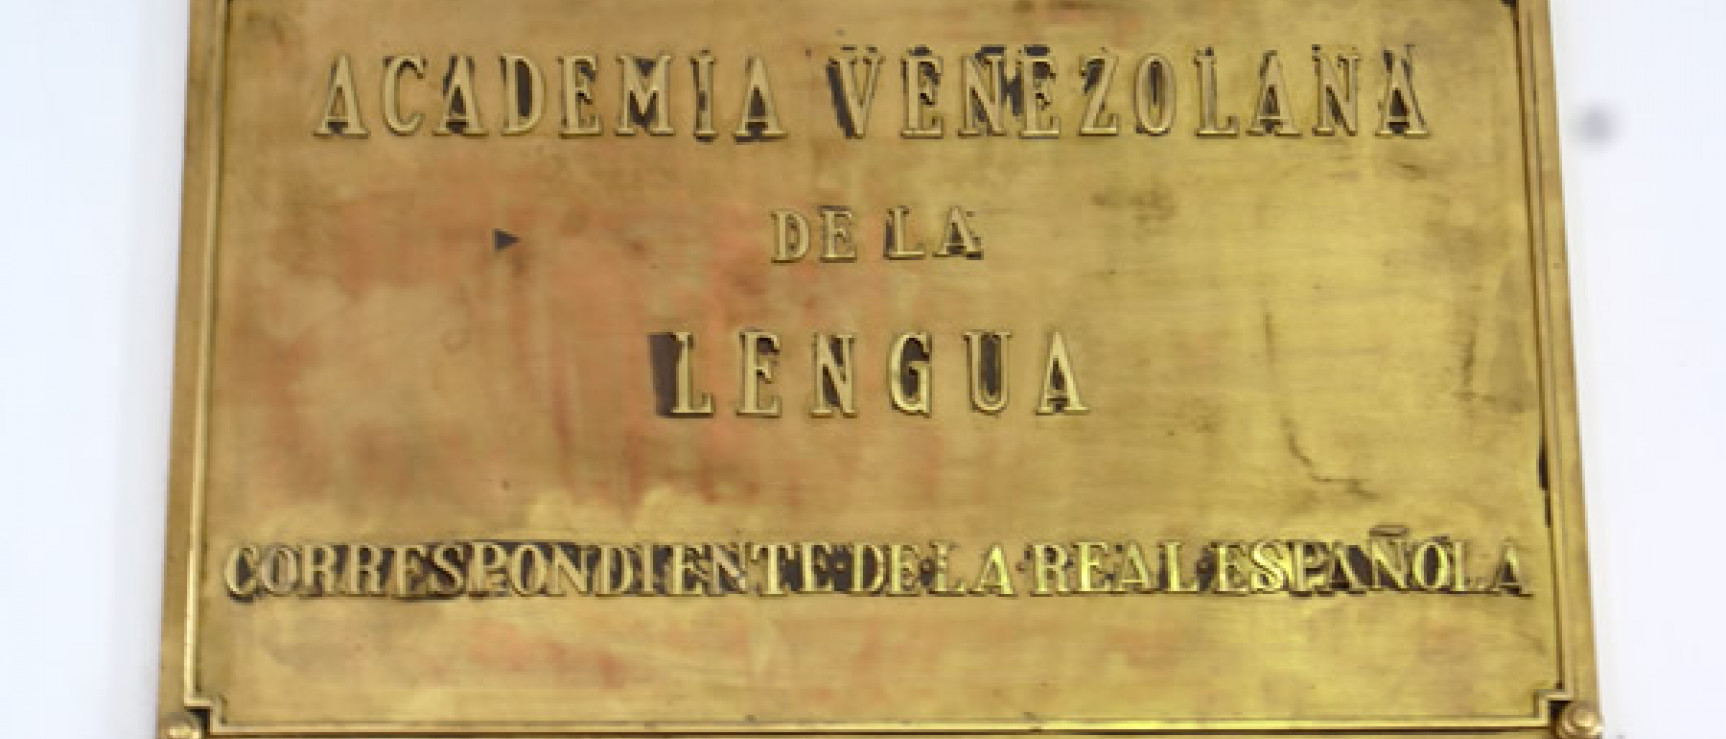 ACADEMIA VENEZOLANA
DE LA
LENGUA
CORRESPONDIENTE DE LA REAL ESPAÑOLA